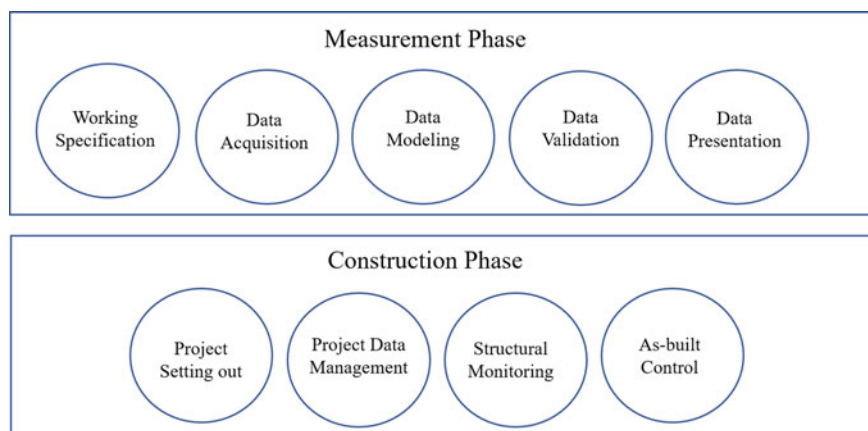 Measurement Phase
Working
Specification
Data
Acquisition
Data
Modeling
Data
Validation
Data
Presentation
Construction Phase
Project
Setting out
Project Data
Management
Structural
Monitoring
As-built
Control